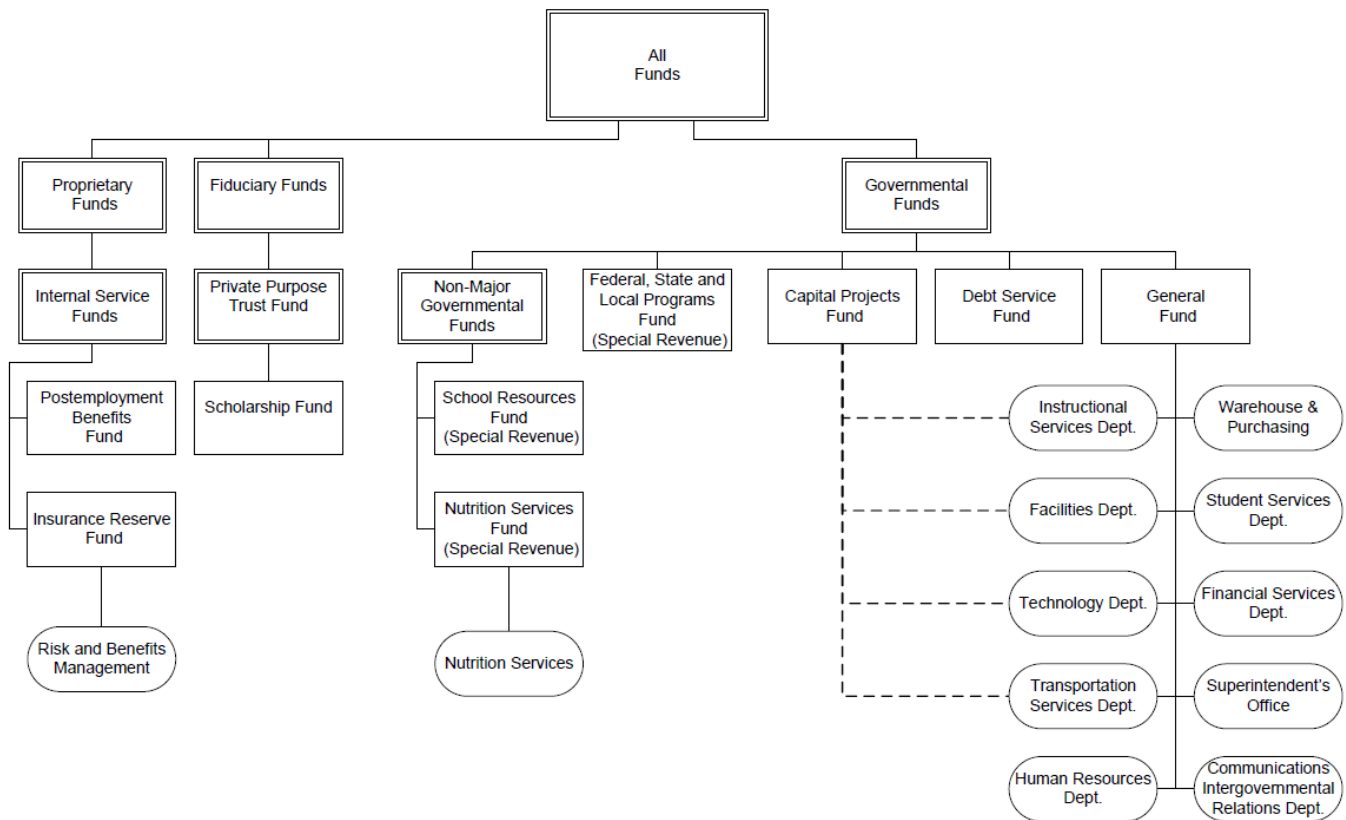 All
Funds
Proprietary
Funds
Fiduciary Funds
Governmental
Funds
Internal Service
Funds
Private Purpose
Trust Fund
Non-Major
Governmental
Funds
Federal, State and
Local Programs
Fund
(Special Revenue)
Capital Projects
Fund
Debt Service
Fund
General
Fund
Postemployment
Benefits
Fund
Scholarship Fund
School Resources
Fund
(Special Revenue)
Instructional
Services Dept.
Warehouse &
Purchasing
Insurance Reserve
Fund
Nutrition Services
Fund
(Special Revenue)
Facilities Dept.
Student Services
Dept.
Technology Dept.
Financial Services
Dept.
Risk and Benefits
Management
Nutrition Services
Transportation
Services Dept.
Superintendent's
Office
Human Resources
Dept.
Communications
Intergovernmental
Relations Dept.